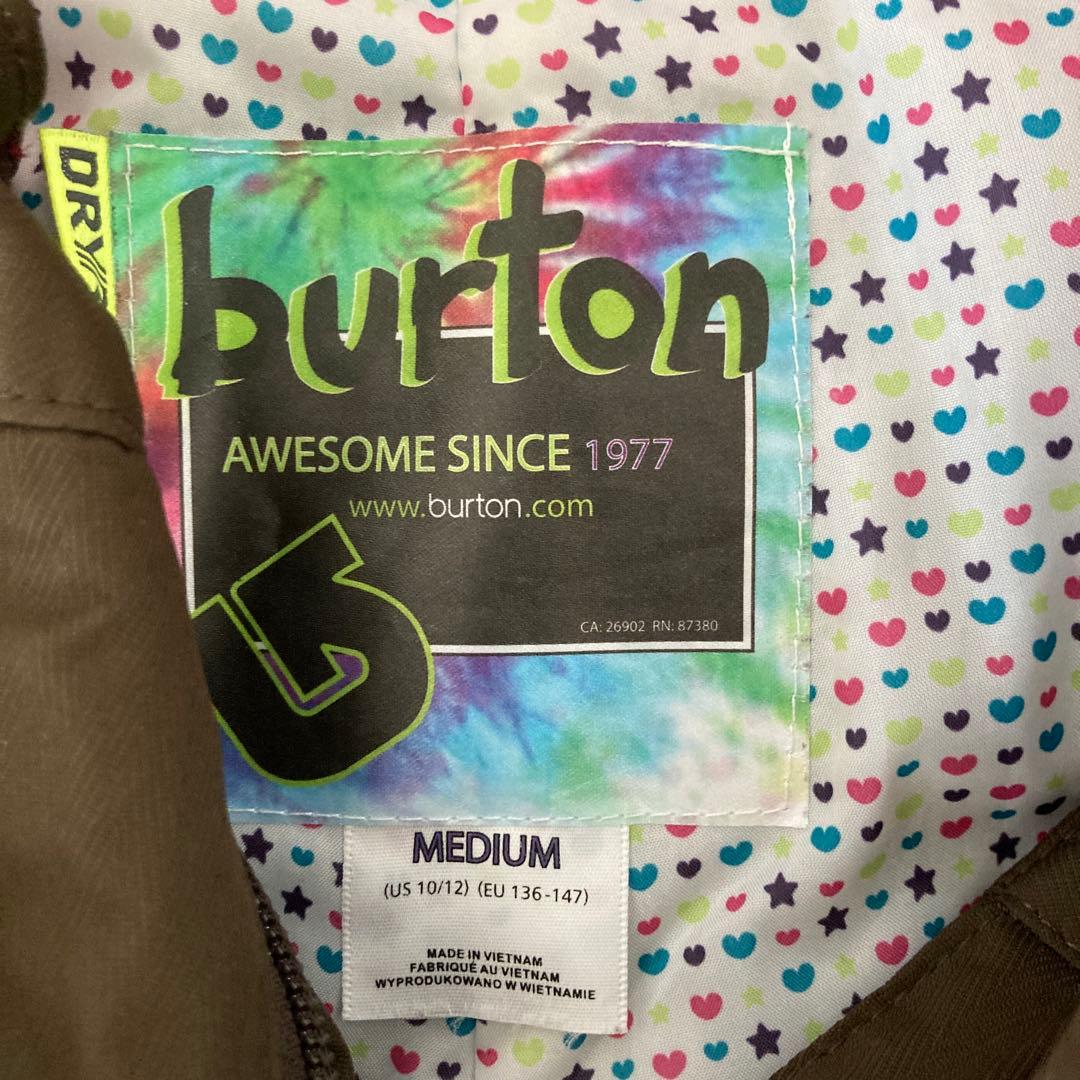 DRY
burton
AWESOME SINCE 1977
www.burton.com
CA: 26902 RN: 87380
MEDIUM
(US 10/12) (EU 136-147)
MADE IN VIETNAM
FABRIQUÉ AU VIETNAM
WYPRODUKOWANO W WIETNAMIE